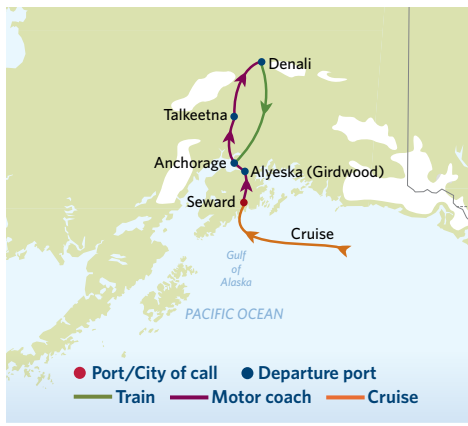 Denali
Talkeetna
Anchorage
Alyeska (Girdwood)
Seward
Cruise
Gulf
of
Alaska
PACIFIC OCEAN
Port/City of call
Departure port
Train
Motor coach
Cruise